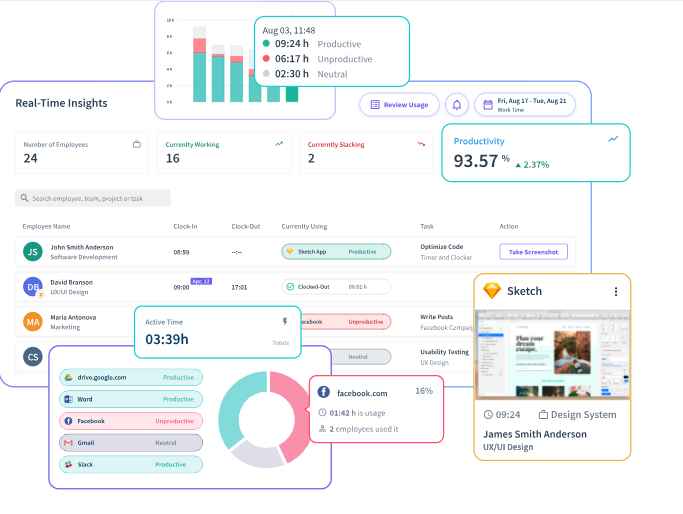 Aug 03, 11:48
09:24 h Productive
06:17 h Unproductive
02:30 h Neutral
Real-Time Insights
Review Usage
Fri, Aug 17 - Tue, Aug 21
Work Time
Number of Employees
24
Currently Working
16
Currently Slacking
2
Productivity
93.57 % ▲ 2.37%
Search employee, team, project or task
Employee Name Clock-In Clock-Out Currently Using Task Action
JS John Smith Anderson
Software Development
08:59 --:-- Sketch App Productive
Optimize Code
Timer and Clocker
Take Screenshot
DB David Branson
UX/UI Design
09:00 Apr. 12 17:01 Clocked-Out
MA Maria Antonova
Marketing
Facebook Unproductive
Write Posts
Facebook
CS
Neutral
Usability Testing
UX
Active Time
03:39h
Totals
drive.google.com Productive
Word Productive
Facebook Unproductive
Gmail Neutral
Slack Productive
facebook.com 16%
01:42 h is usage
2 employees used it
Sketch
Plan your
dream
escape.
09:24 Design System
James Smith Anderson
UX/UI Design